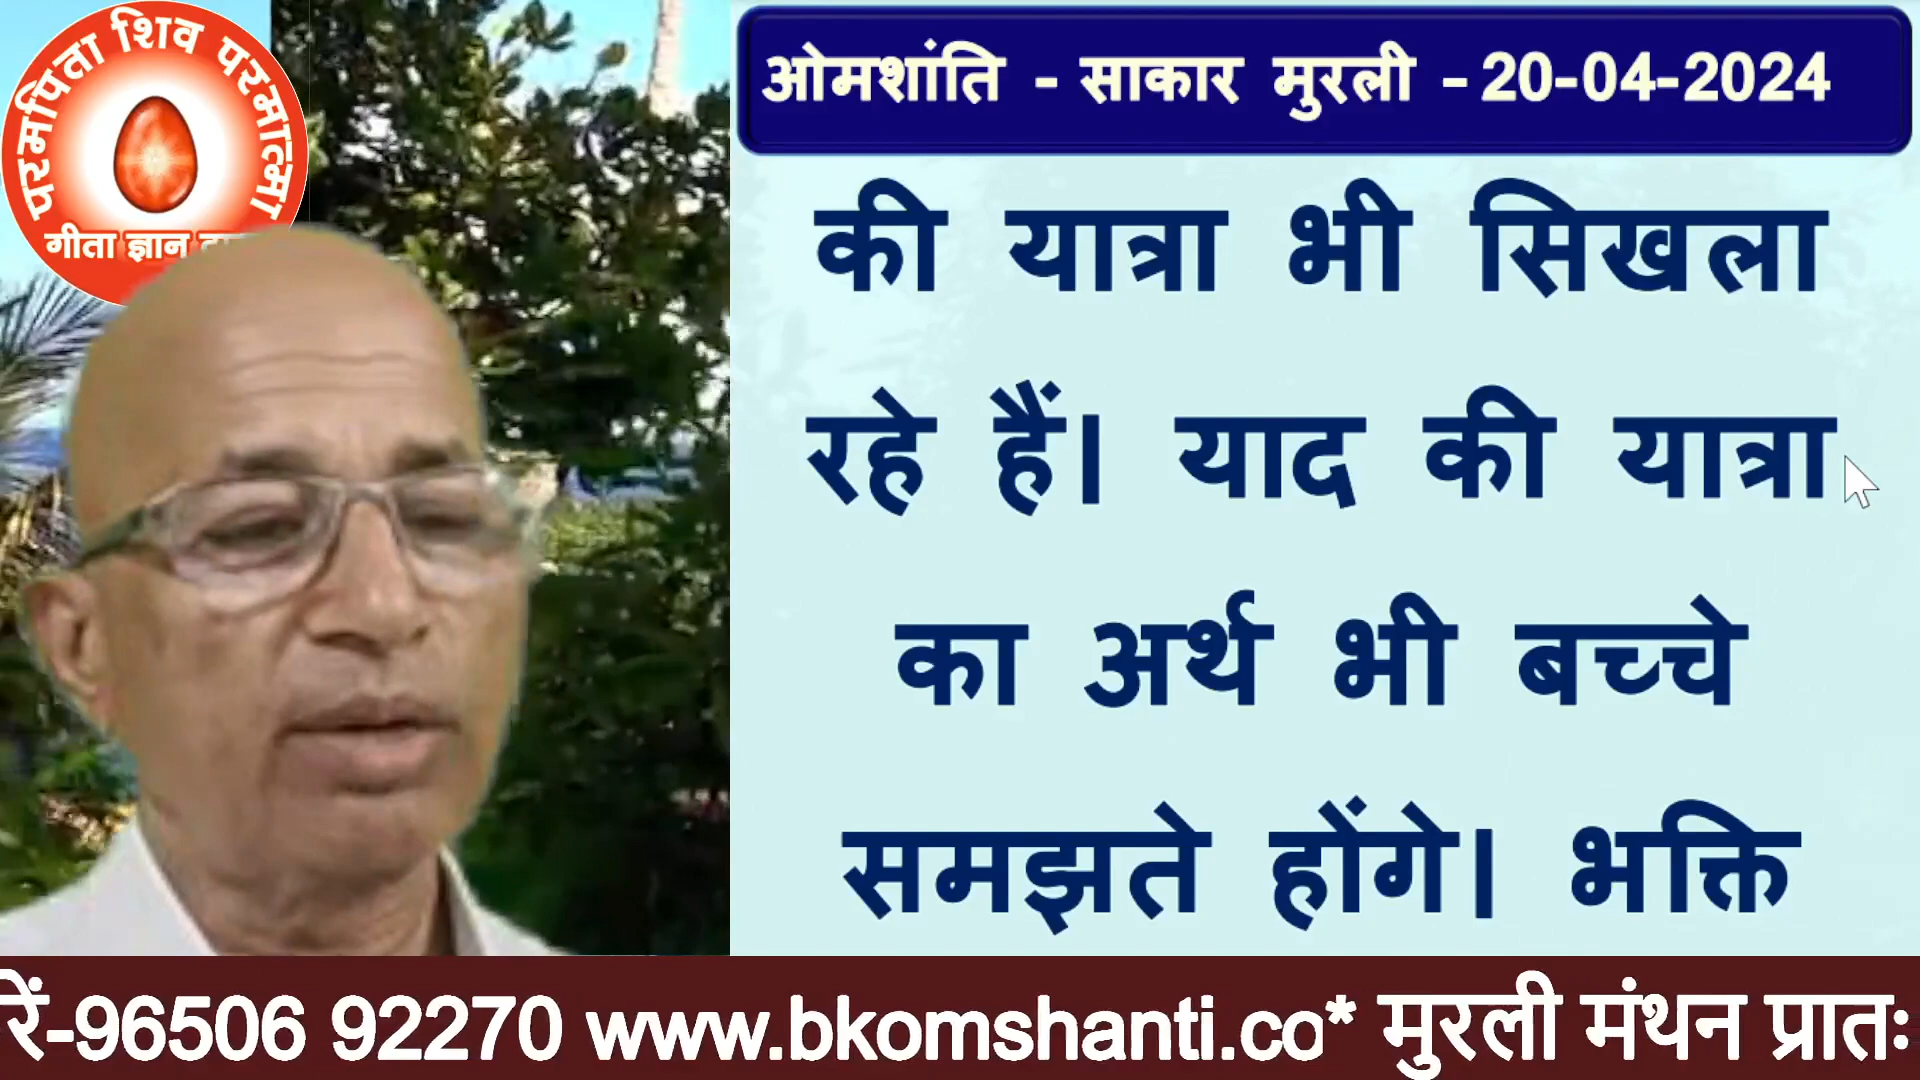 परमपिता शिव परमात्मा
गीता ज्ञान
ओमशांति - साकार मुरली - 20-04-2024
की यात्रा भी सिखला
रहे हैं। याद की यात्रा
का अर्थ भी बच्चे
समझते होंगे। भक्ति
रें-96506 92270 www.bkomshanti.co* मुरली मंथन प्रातः